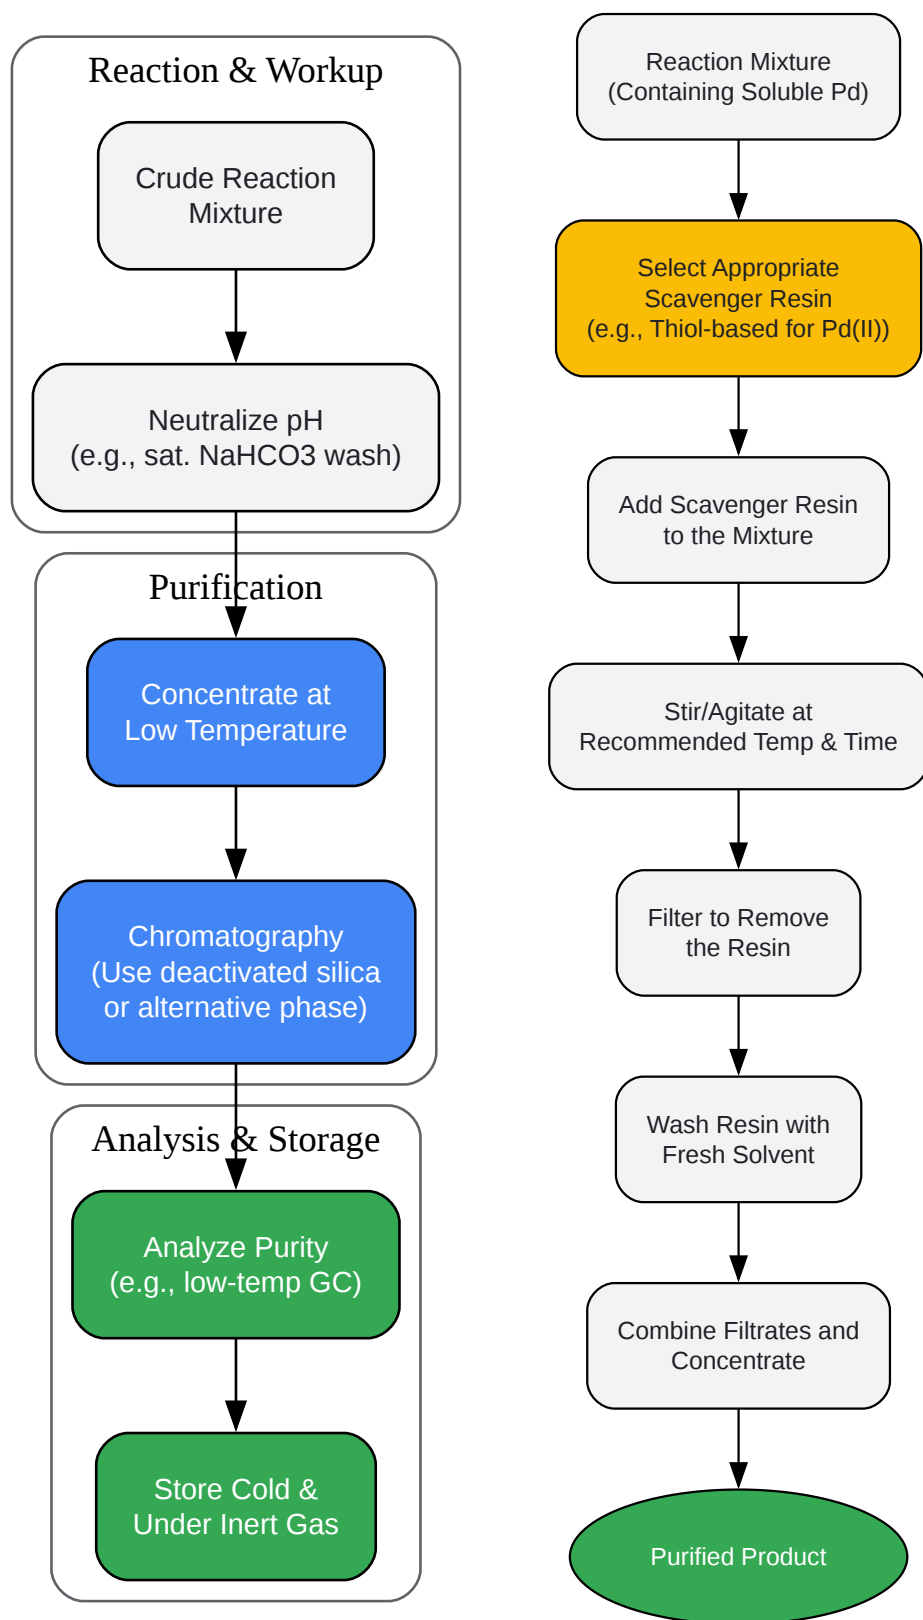 Reaction & Workup
Crude Reaction
Mixture
Neutralize pH
(e.g., sat. NaHCO3 wash)
Purification
Concentrate at
Low Temperature
Chromatography
(Use deactivated silica
or alternative phase)
Analysis & Storage
Analyze Purity
(e.g., low-temp GC)
Store Cold &
Under Inert Gas
Reaction Mixture
(Containing Soluble Pd)
Select Appropriate
Scavenger Resin
(e.g., Thiol-based for Pd(II))
Add Scavenger Resin
to the Mixture
Stir/Agitate at
Recommended Temp & Time
Filter to Remove
the Resin
Wash Resin with
Fresh Solvent
Combine Filtrates and
Concentrate
Purified Product